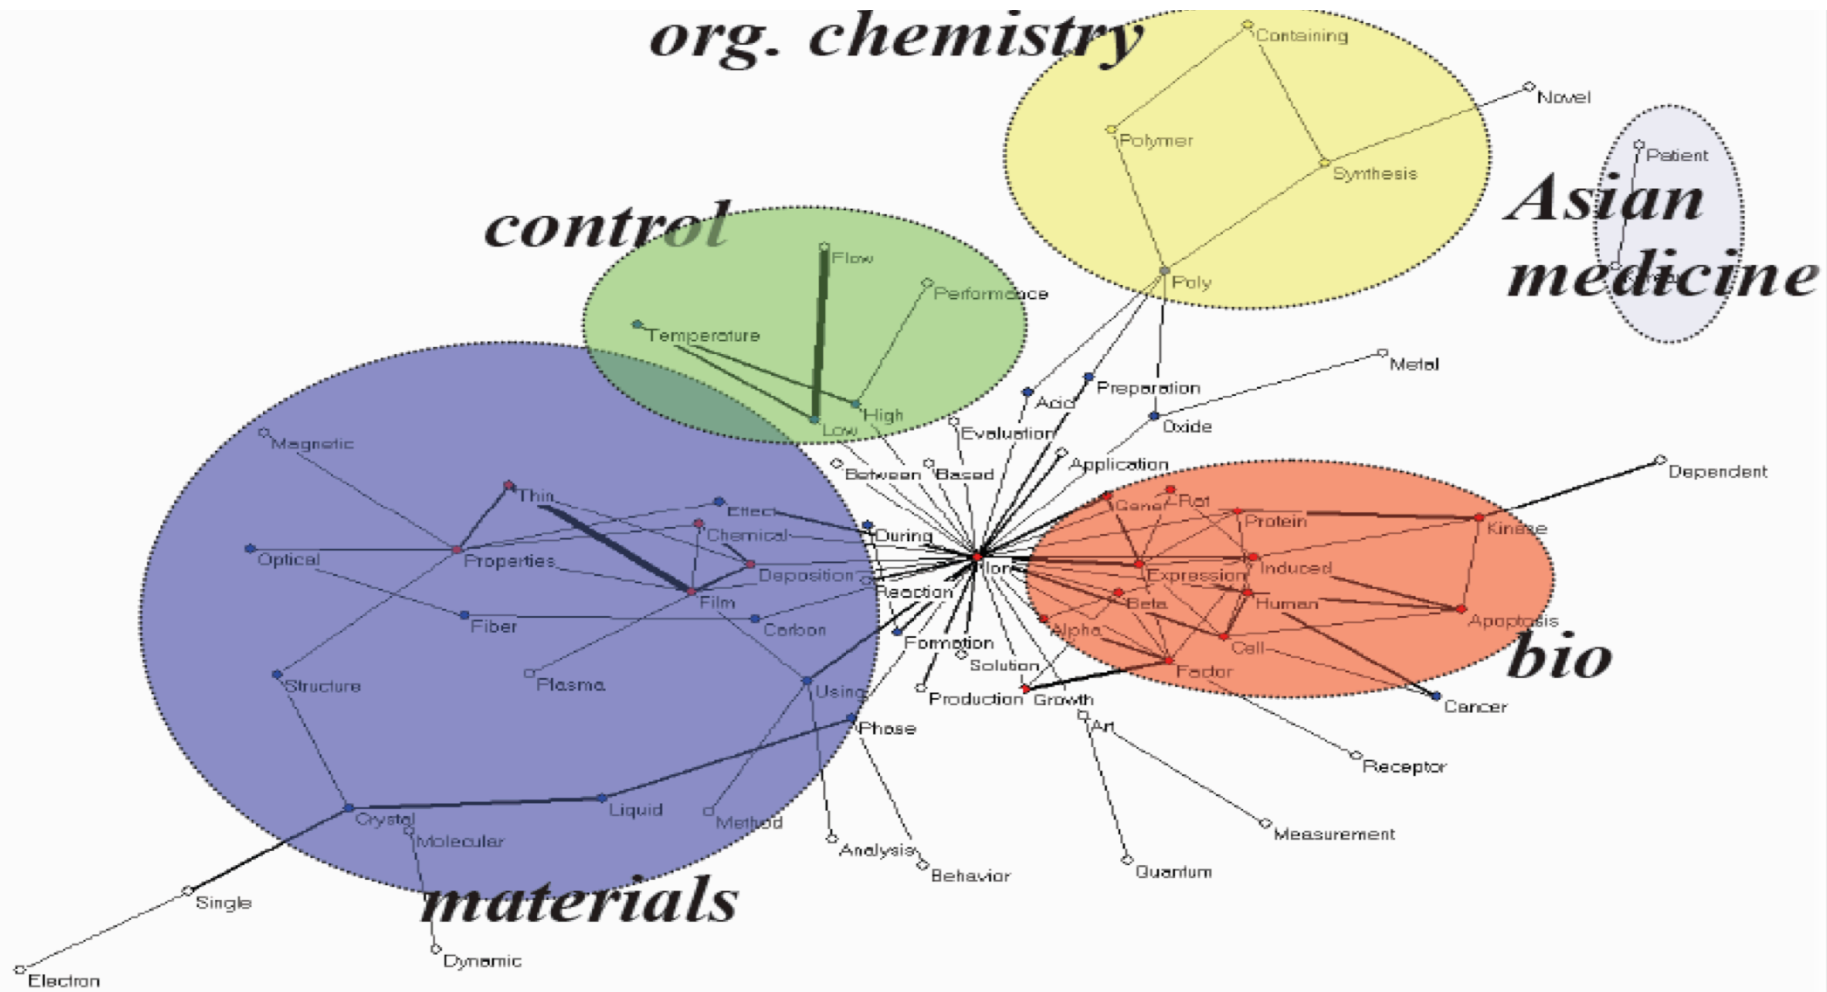 org. chemistry
Containing
Novel
Polymer
Patient
Synthesis
Asian
medicine
control
Flow
Poly
Performance
Temperature
Metal
Acid
Preparation
High
Low
Evaluation
Oxide
Magnetic
Between
Based
Application
Dependent
Thin
Effect
Gene
Rat
Protein
Kinase
Chemical
During
Optical
Properties
Deposition
Expression
Induced
Reaction
Film
Beta
Human
Fiber
Carbon
Alpha
Apoptosis
Formation
Cell
bio
Solution
Structure
Plasma
Using
Factor
Production
Growth
Cancer
Phase
Art
Receptor
Crystal
Liquid
Method
Molecular
Measurement
Analysis
Behavior
Quantum
Single
materials
Dynamic
Electron